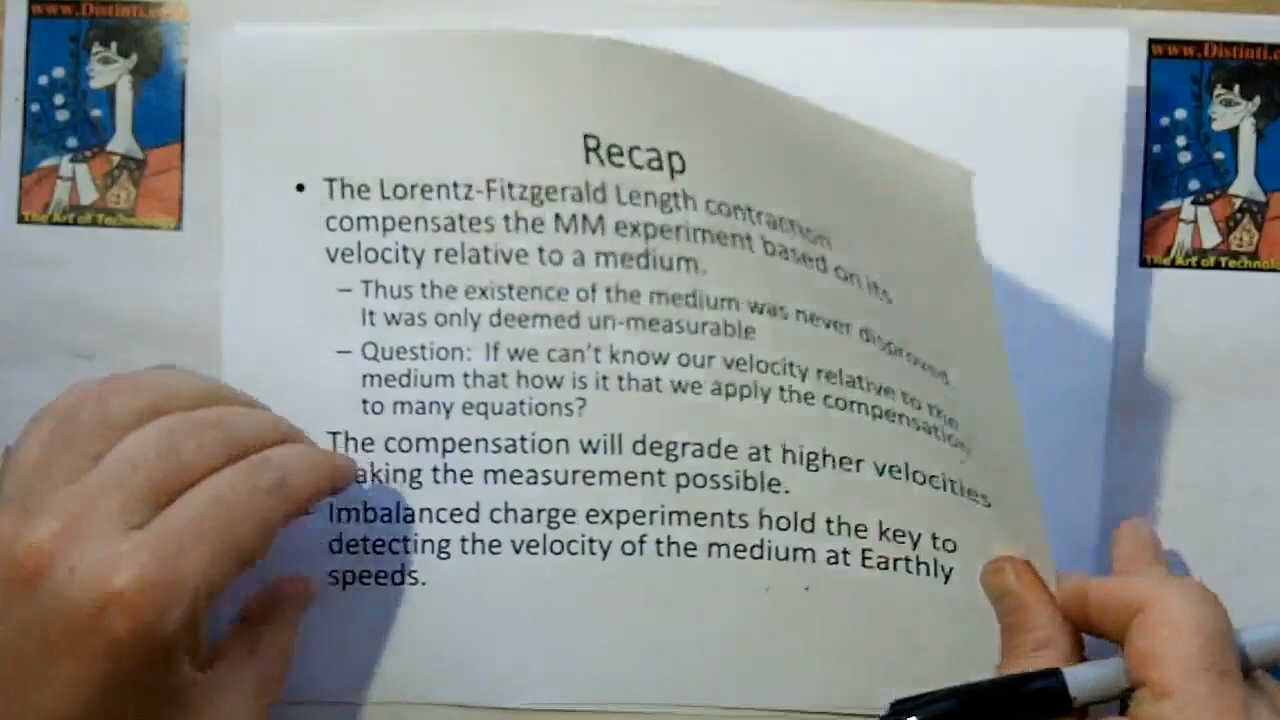 www.Distinti.com
The Art of Technology
www.Distinti.c
The Art of Technol
Recap
• The Lorentz-Fitzgerald Length contraction
compensates the MM experiment based on its
velocity relative to a medium.
– Thus the existence of the medium was never disproved
It was only deemed un-measurable
– Question: If we can't know our velocity relative to the
medium that how is it that we apply the compensation
to many equations?
The compensation will degrade at higher velocities
aking the measurement possible.
Imbalanced charge experiments hold the key to
detecting the velocity of the medium at Earthly
speeds.